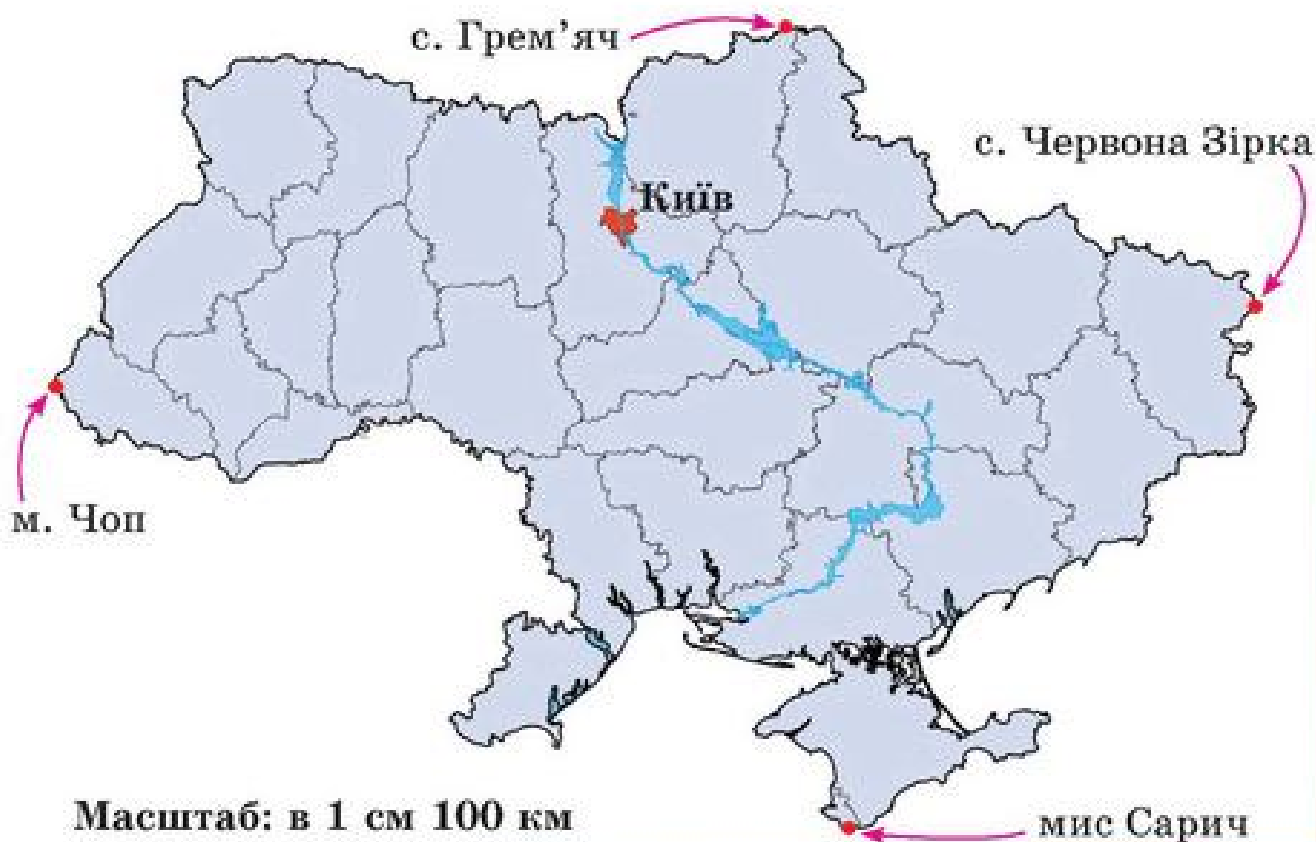 с. Грем’яч
с. Червона Зірка
Київ
м. Чоп
Масштаб: в 1 см 100 км
мис Сарич